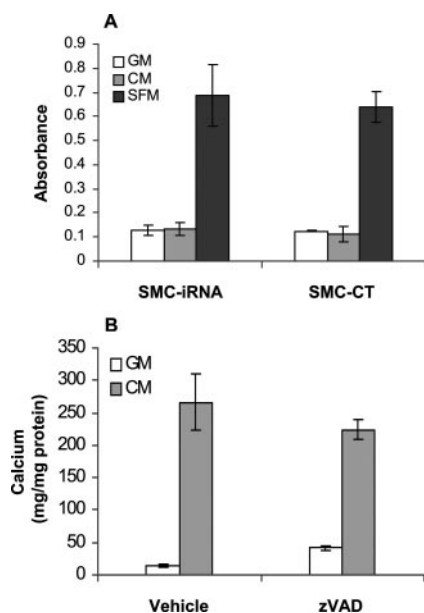 A
GM
CM
SFM
0.9
0.8
0.7
0.6
0.5
0.4
0.3
0.2
0.1
0
Absorbance
SMC-iRNA SMC-CT
B
GM
CM
350
300
250
200
150
100
50
0
Calcium
(mg/mg protein)
Vehicle zVAD